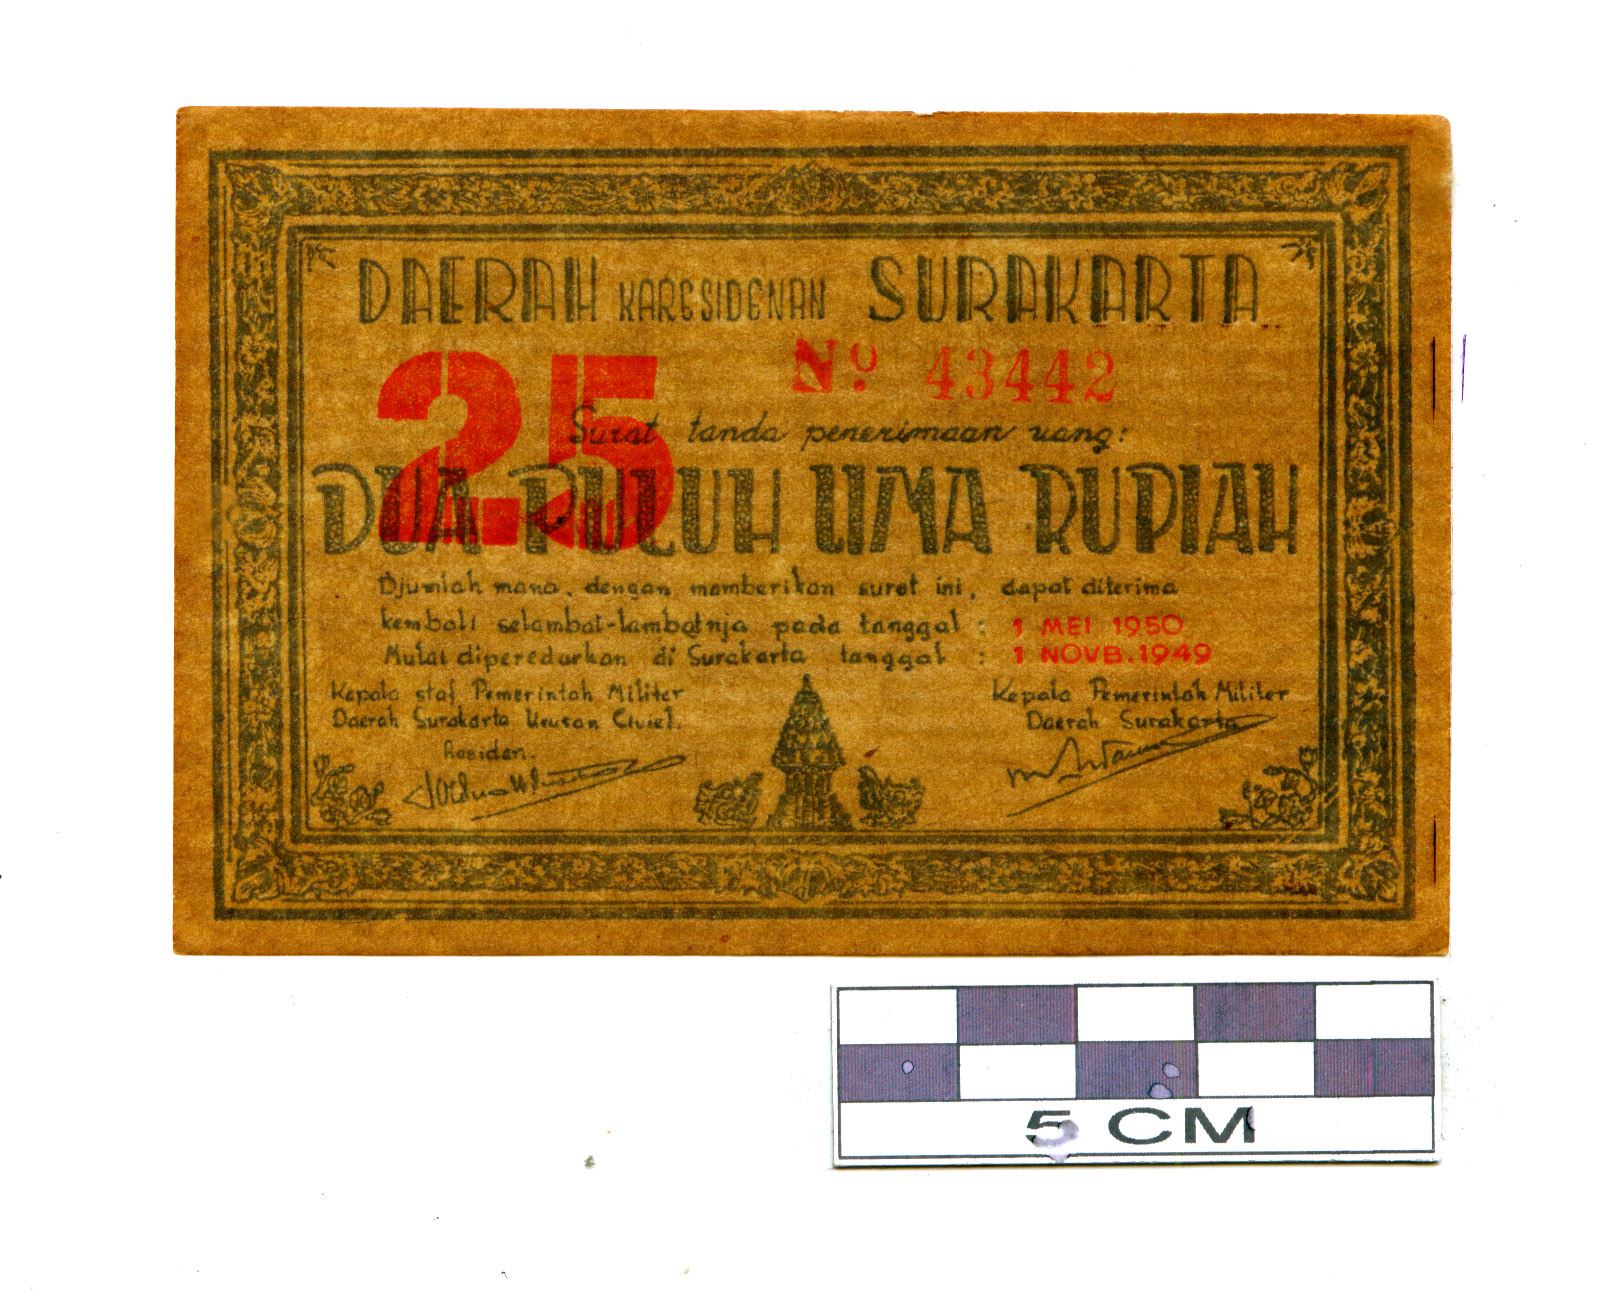 DAERAH KARESIDENAN SURAKARTA
25
No 43442
Surat tanda penerimaan uang:
DUA PULUH LIMA RUPIAH
Djumlah mana, dengan memberikan surat ini, dapat diterima
kembali selambat-lambatnja pada tanggal : 1 MEI 1950
Mulai diperedarkan di Surakarta tanggal : 1 NOVB. 1949
Kepala staf Pemerintah Militer
Daerah Surakarta Urusan Civiel.
Residen.
Kepala Pemerintah Militer
Daerah Surakarta
5 CM